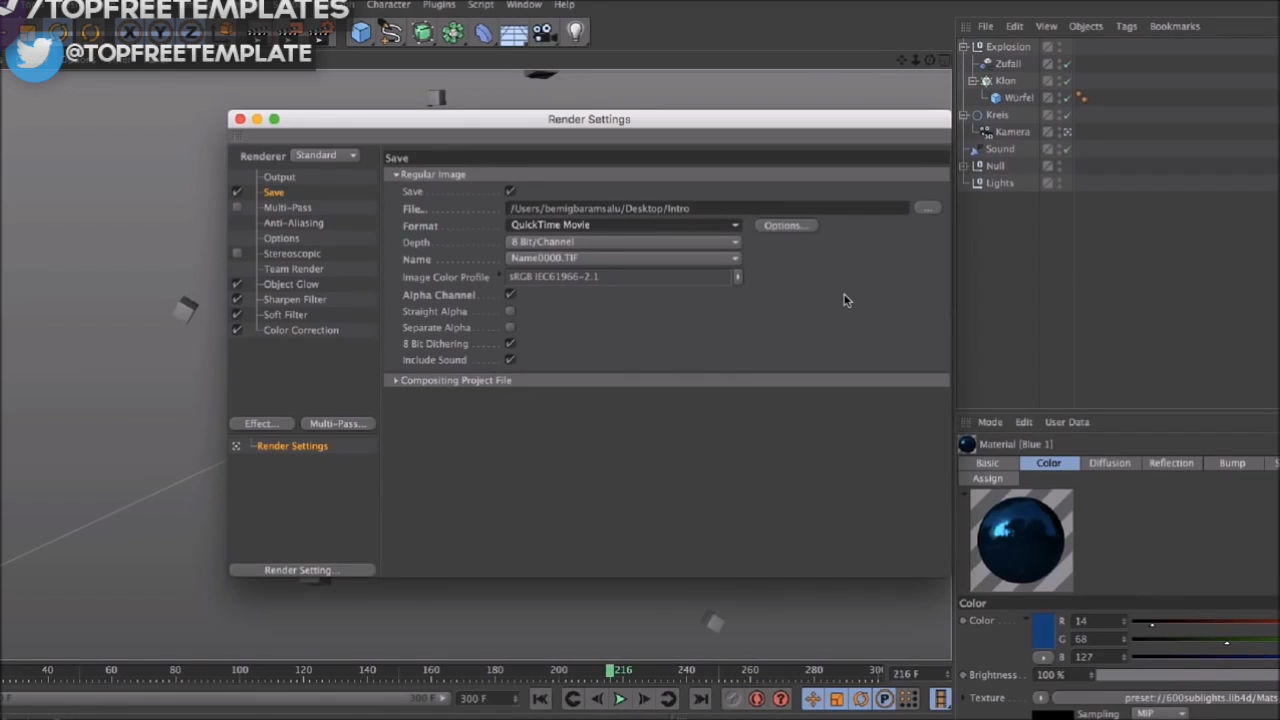 /TOPFREETEMPLATES
@TOPFREETEMPLATE
Character Plugins Script Window Help
File Edit View Objects Tags Bookmarks
Explosion
Zufall
Klon
Würfel
Kreis
Kamera
Sound
Null
Lights
Render Settings
Renderer Standard
Output
Save
Multi-Pass
Anti-Aliasing
Options
Stereoscopic
Team Render
Object Glow
Sharpen Filter
Soft Filter
Color Correction
Effect... Multi-Pass...
Render Settings
Render Setting...
Save
Regular Image
Save
File... /Users/bemigbaramsalu/Desktop/Intro ...
Format QuickTime Movie Options...
Depth 8 Bit/Channel
Name Name0000.TIF
Image Color Profile sRGB IEC61966-2.1
Alpha Channel
Straight Alpha
Separate Alpha
8 Bit Dithering
Include Sound
Compositing Project File
Mode Edit User Data
Material [Blue 1]
Basic Color Diffusion Reflection Bump
Assign
Color
Color R 14
G 68
B 127
Brightness 100 %
Texture preset://600sublights.lib4d/Mats
Sampling MIP
40 60 80 100 120 140 160 180 200 216 240 260 280 216 F
300 F 300 F